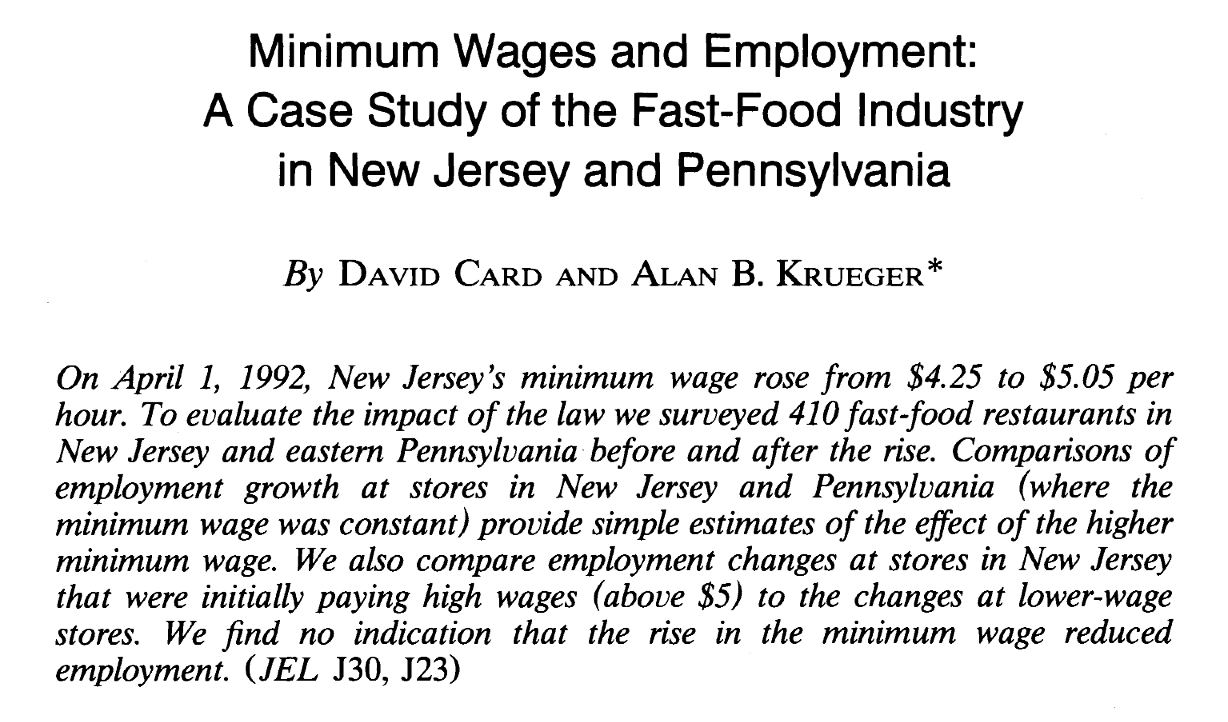 Minimum Wages and Employment:
A Case Study of the Fast-Food Industry
in New Jersey and Pennsylvania
By DAVID CARD AND ALAN B. KRUEGER*
On April 1, 1992, New Jersey's minimum wage rose from $4.25 to $5.05 per
hour. To evaluate the impact of the law we surveyed 410 fast-food restaurants in
New Jersey and eastern Pennsylvania before and after the rise. Comparisons of
employment growth at stores in New Jersey and Pennsylvania (where the
minimum wage was constant) provide simple estimates of the effect of the higher
minimum wage. We also compare employment changes at stores in New Jersey
that were initially paying high wages (above $5) to the changes at lower-wage
stores. We find no indication that the rise in the minimum wage reduced
employment. (JEL J30, J23)